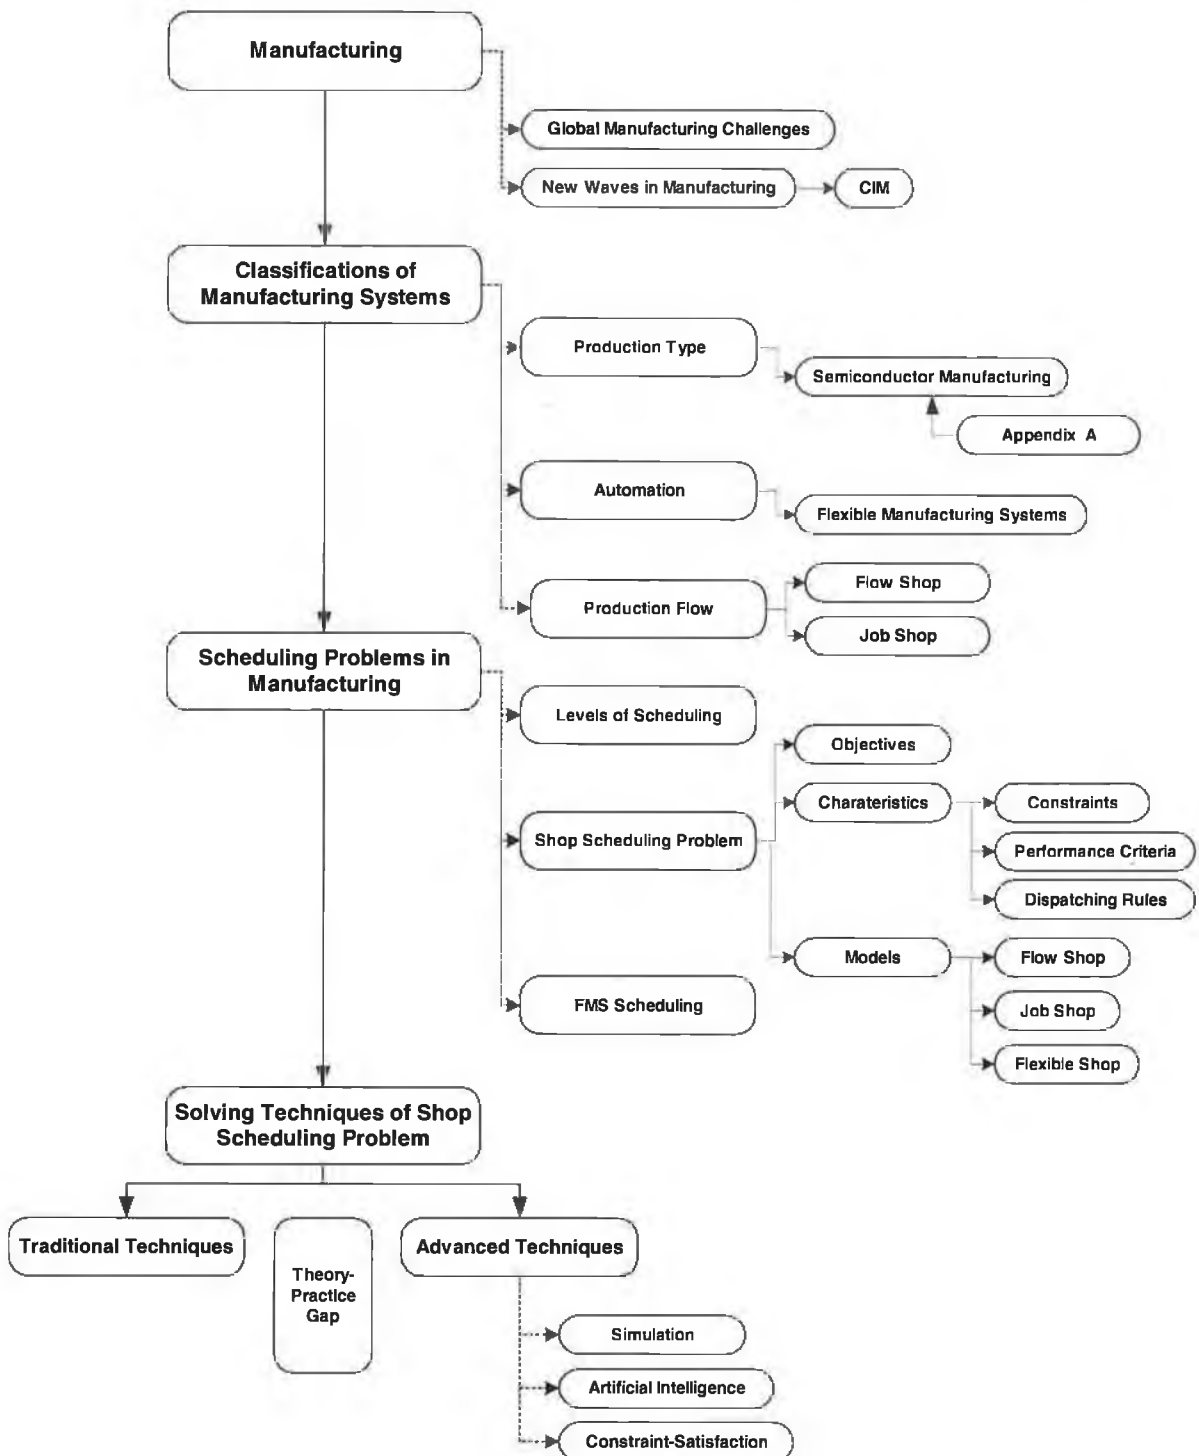 Manufacturing
Global Manufacturing Challenges
New Waves in Manufacturing
CIM
Classifications of
Manufacturing Systems
Production Type
Semiconductor Manufacturing
Appendix A
Automation
Flexible Manufacturing Systems
Production Flow
Flow Shop
Job Shop
Scheduling Problems in
Manufacturing
Levels of Scheduling
Shop Scheduling Problem
Objectives
Charateristics
Constraints
Performance Criteria
Dispatching Rules
Models
Flow Shop
Job Shop
Flexible Shop
FMS Scheduling
Solving Techniques of Shop
Scheduling Problem
Traditional Techniques
Theory-
Practice
Gap
Advanced Techniques
Simulation
Artificial Intelligence
Constraint-Satisfaction